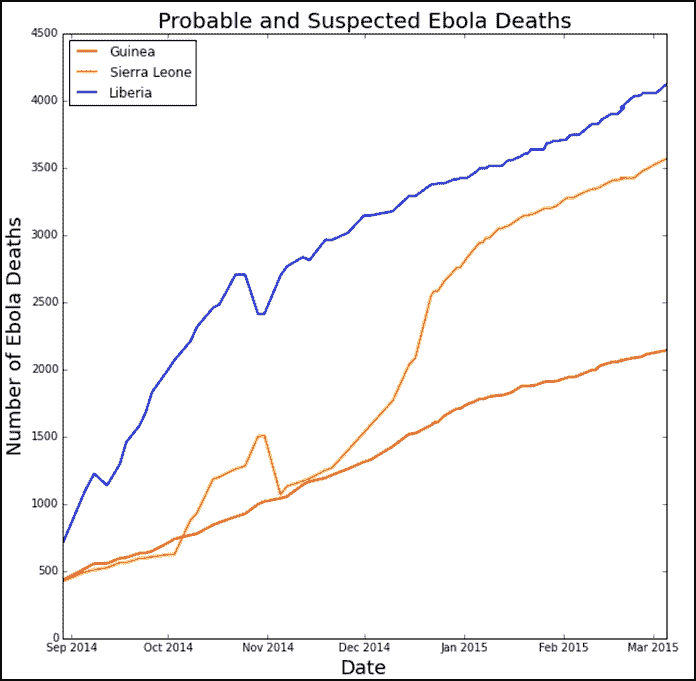 Probable and Suspected Ebola Deaths
Guinea
Sierra Leone
Liberia
Number of Ebola Deaths
4500
4000
3500
3000
2500
2000
1500
1000
500
0
Sep 2014 Oct 2014 Nov 2014 Dec 2014 Jan 2015 Feb 2015 Mar 2015
Date